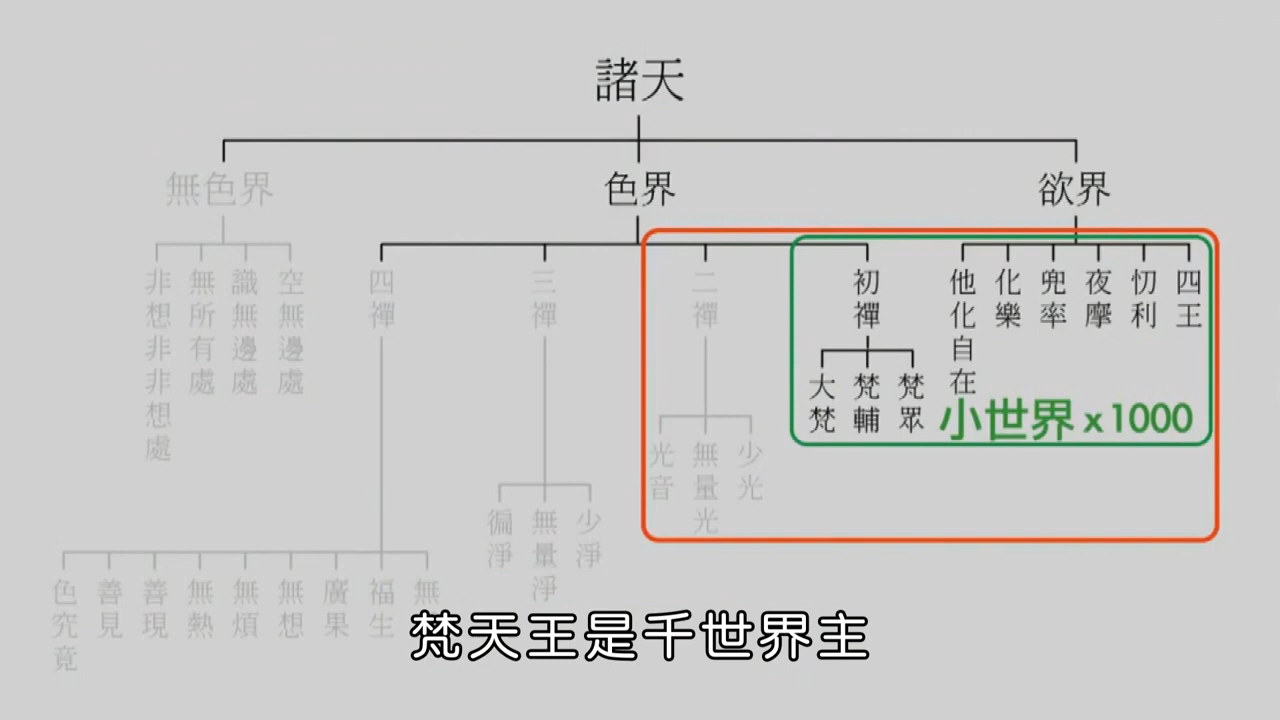 諸天
無色界
色界
欲界
非想非非想處
無所有處
識無邊處
空無邊處
四禪
三禪
二禪
初禪
他化自在
化樂
兜率
夜摩
忉利
四王
大梵
梵輔
梵眾
小世界 x1000
光音
無量光
少光
徧淨
無量淨
少淨
色究竟
善見
善現
無熱
無煩
無想
廣果
福生
無
梵天王是千世界主